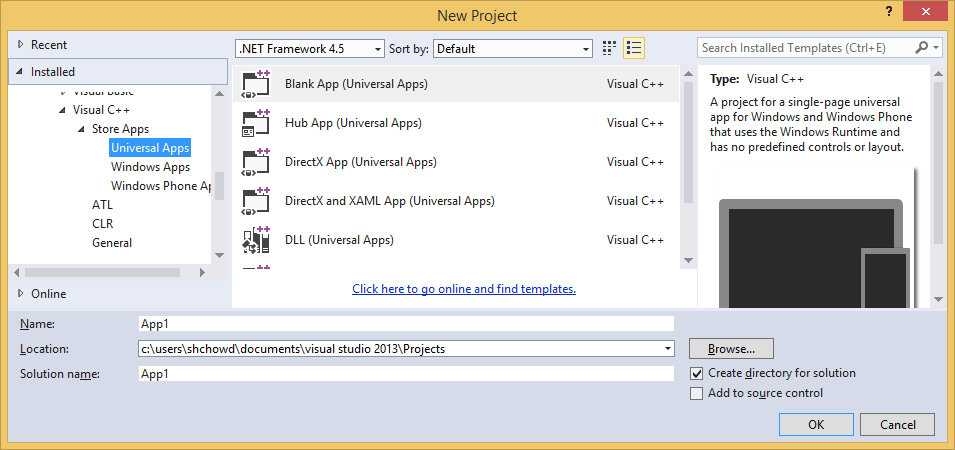 New Project
?
Recent
.NET Framework 4.5
Sort by:
Default
Search Installed Templates (Ctrl+E)
Installed
Visual Basic
Visual C++
Store Apps
Universal Apps
Windows Apps
Windows Phone Ap
ATL
CLR
General
Online
Blank App (Universal Apps) Visual C++
Hub App (Universal Apps) Visual C++
DirectX App (Universal Apps) Visual C++
DirectX and XAML App (Universal Apps) Visual C++
DLL (Universal Apps) Visual C++
Click here to go online and find templates.
Type: Visual C++
A project for a single-page universal
app for Windows and Windows Phone
that uses the Windows Runtime and
has no predefined controls or layout.
Name: App1
Location: c:\users\shchowd\documents\visual studio 2013\Projects
Browse...
Solution name: App1
Create directory for solution
Add to source control
OK
Cancel